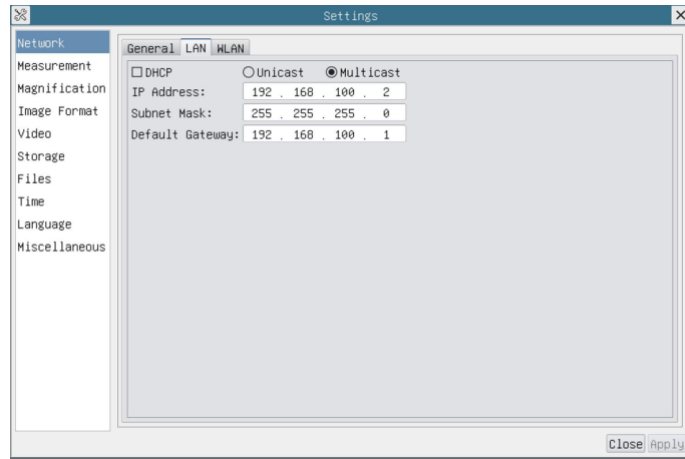 Settings
Network
Measurement
Magnification
Image Format
Video
Storage
Files
Time
Language
Miscellaneous
General LAN WLAN
DHCP Unicast Multicast
IP Address: 192 . 168 . 100 . 2
Subnet Mask: 255 . 255 . 255 . 0
Default Gateway: 192 . 168 . 100 . 1
Close Apply